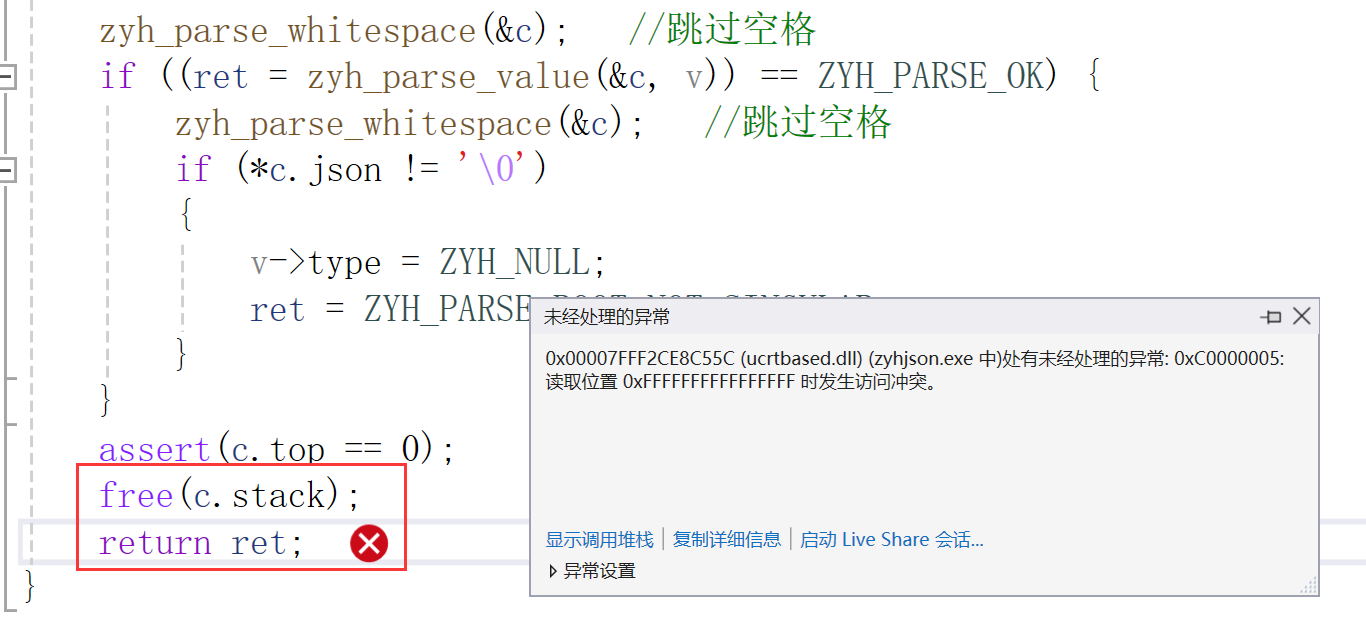 zyh_parse_whitespace(&c);   //跳过空格
if ((ret = zyh_parse_value(&c, v)) == ZYH_PARSE_OK) {
zyh_parse_whitespace(&c);   //跳过空格
if (*c.json != '\0')
{
v->type = ZYH_NULL;
ret = ZYH_PARSE
}
}
assert(c.top == 0);
free(c.stack);
return ret;
}
未经处理的异常
0x00007FFF2CE8C55C (ucrtbased.dll) (zyhjson.exe 中)处有未经处理的异常: 0xC0000005:
读取位置 0xFFFFFFFFFFFFFFFF 时发生访问冲突。
显示调用堆栈 | 复制详细信息 | 启动 Live Share 会话...
异常设置